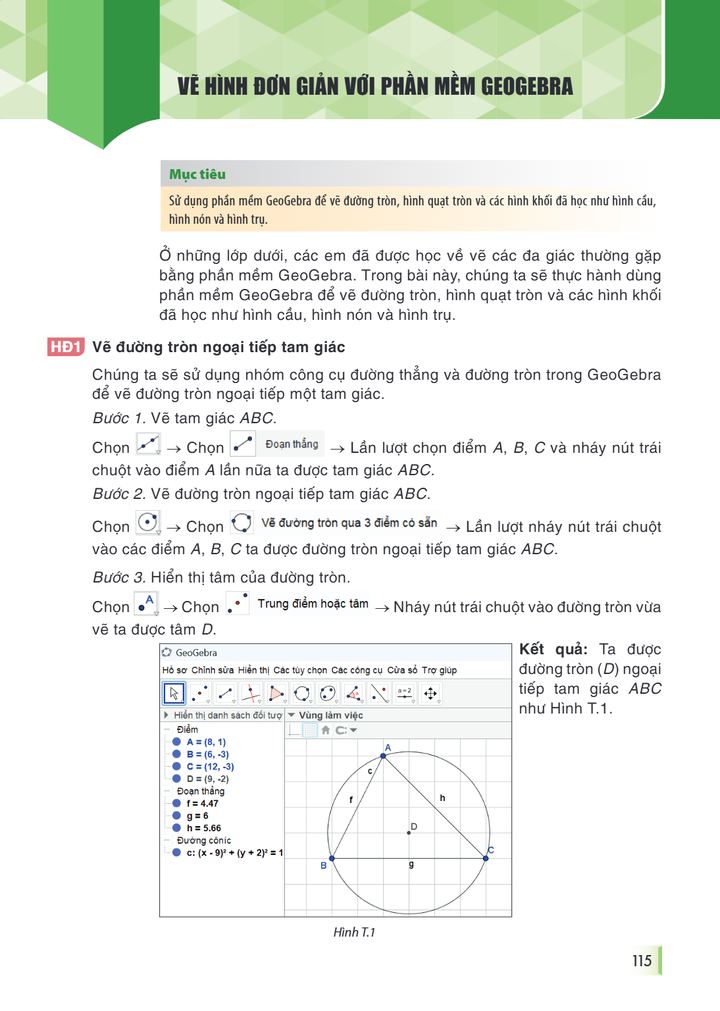 VẼ HÌNH ĐƠN GIẢN VỚI PHẦN MỀM GEOGEBRA
Mục tiêu
Sử dụng phần mềm GeoGebra để vẽ đường tròn, hình quạt tròn và các hình khối đã học như hình cầu,
hình nón và hình trụ.
Ở những lớp dưới, các em đã được học về vẽ các đa giác thường gặp
bằng phần mềm GeoGebra. Trong bài này, chúng ta sẽ thực hành dùng
phần mềm GeoGebra để vẽ đường tròn, hình quạt tròn và các hình khối
đã học như hình cầu, hình nón và hình trụ.
HĐ1 Vẽ đường tròn ngoại tiếp tam giác
Chúng ta sẽ sử dụng nhóm công cụ đường thẳng và đường tròn trong GeoGebra
để vẽ đường tròn ngoại tiếp một tam giác.
Bước 1. Vẽ tam giác ABC.
Chọn → Chọn Đoạn thẳng → Lần lượt chọn điểm A, B, C và nháy nút trái
chuột vào điểm A lần nữa ta được tam giác ABC.
Bước 2. Vẽ đường tròn ngoại tiếp tam giác ABC.
Chọn → Chọn Vẽ đường tròn qua 3 điểm có sẵn → Lần lượt nháy nút trái chuột
vào các điểm A, B, C ta được đường tròn ngoại tiếp tam giác ABC.
Bước 3. Hiển thị tâm của đường tròn.
Chọn A → Chọn Trung điểm hoặc tâm → Nháy nút trái chuột vào đường tròn vừa
vẽ ta được tâm D.
Kết quả: Ta được
đường tròn (D) ngoại
tiếp tam giác ABC
như Hình T.1.
GeoGebra
Hồ sơ Chỉnh sửa Hiển thị Các tùy chọn Các công cụ Cửa sổ Trợ giúp
a = 2
Hiển thị danh sách đối tượ
Vùng làm việc
Điểm
A = (8, 1)
B = (6, -3)
C = (12, -3)
D = (9, -2)
Đoạn thẳng
f = 4.47
g = 6
h = 5.66
Đường cônic
c: (x - 9)² + (y + 2)² = 1
A
c
f
h
D
B
C
g
Hình T.1
115